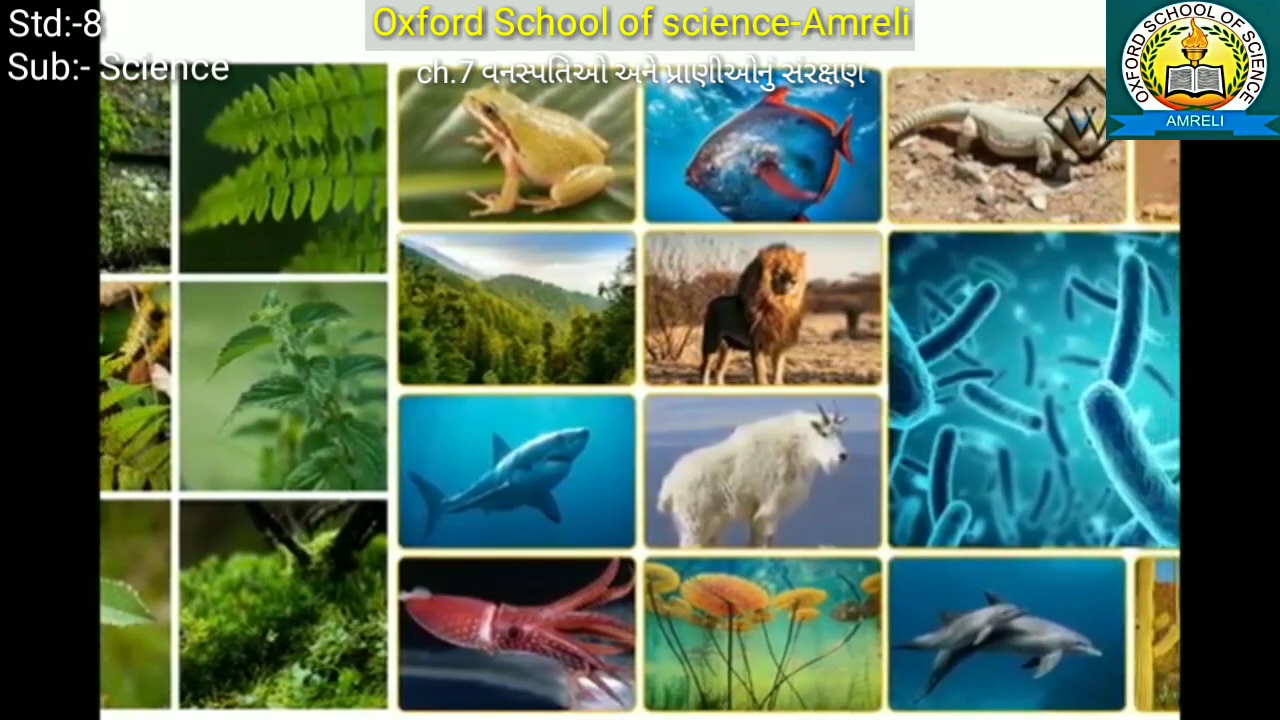 Std:-8
Sub:- Science
Oxford School of science-Amreli
ch.7 વનસ્પતિઓ અને પ્રાણીઓનું સંરક્ષણ
OXFORD SCHOOL OF SCIENCE
AMRELI
W